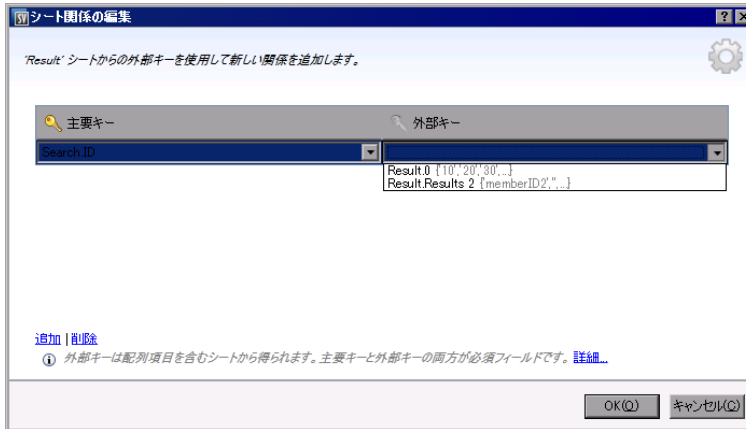 SV シート関係の編集
'Result' シートからの外部キーを使用して新しい関係を追加します。
主要キー 外部キー
Search.ID
Result.0 {'10','20','30',...}
Result.Results 2 {'memberID2','',...}
追加 | 削除
外部キーは配列項目を含むシートから得られます。主要キーと外部キーの両方が必須フィールドです。 詳細...
OK(O) キャンセル(C)